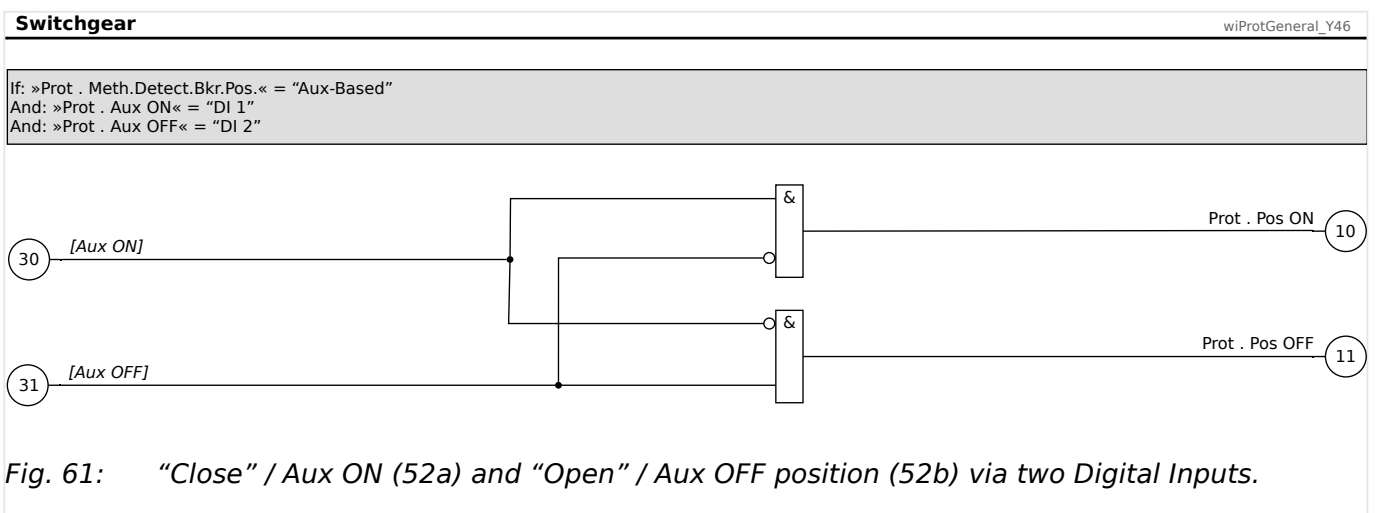 Switchgear wiProtGeneral_Y46
If: »Prot . Meth.Detect.Bkr.Pos.« = “Aux-Based”
And: »Prot . Aux ON« = “DI 1”
And: »Prot . Aux OFF« = “DI 2”
&
Prot . Pos ON
10
30
[Aux ON]
&
Prot . Pos OFF
11
31
[Aux OFF]
Fig. 61: “Close” / Aux ON (52a) and “Open” / Aux OFF position (52b) via two Digital Inputs.